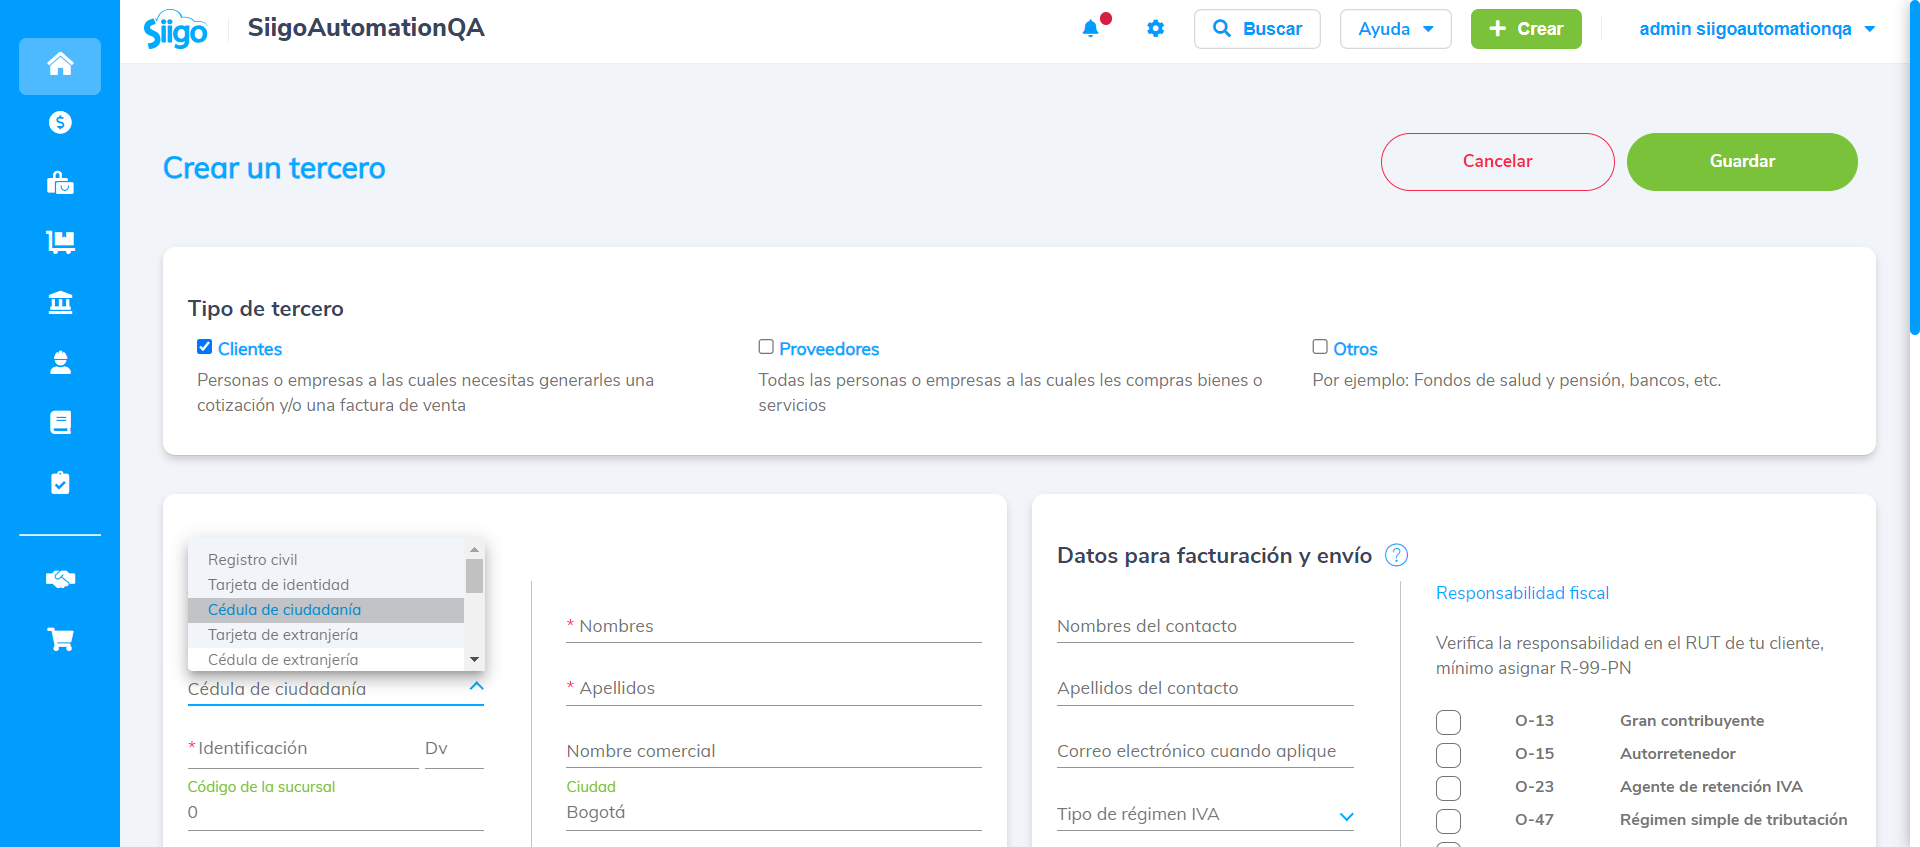 Siigo
SiigoAutomationQA
Buscar
Ayuda
Crear
admin siigoautomationqa
Crear un tercero
Cancelar
Guardar
Tipo de tercero
Clientes
Personas o empresas a las cuales necesitas generarles una
cotización y/o una factura de venta
Proveedores
Todas las personas o empresas a las cuales les compras bienes o
servicios
Otros
Por ejemplo: Fondos de salud y pensión, bancos, etc.
Registro civil
Tarjeta de identidad
Cédula de ciudadanía
Tarjeta de extranjería
Cédula de extranjería
Cédula de ciudadanía
* Identificación
Dv
Código de la sucursal
0
* Nombres
* Apellidos
Nombre comercial
Ciudad
Bogotá
Datos para facturación y envío ?
Nombres del contacto
Apellidos del contacto
Correo electrónico cuando aplique
Tipo de régimen IVA
Responsabilidad fiscal
Verifica la responsabilidad en el RUT de tu cliente,
mínimo asignar R-99-PN
O-13 Gran contribuyente
O-15 Autorretenedor
O-23 Agente de retención IVA
O-47 Régimen simple de tributación